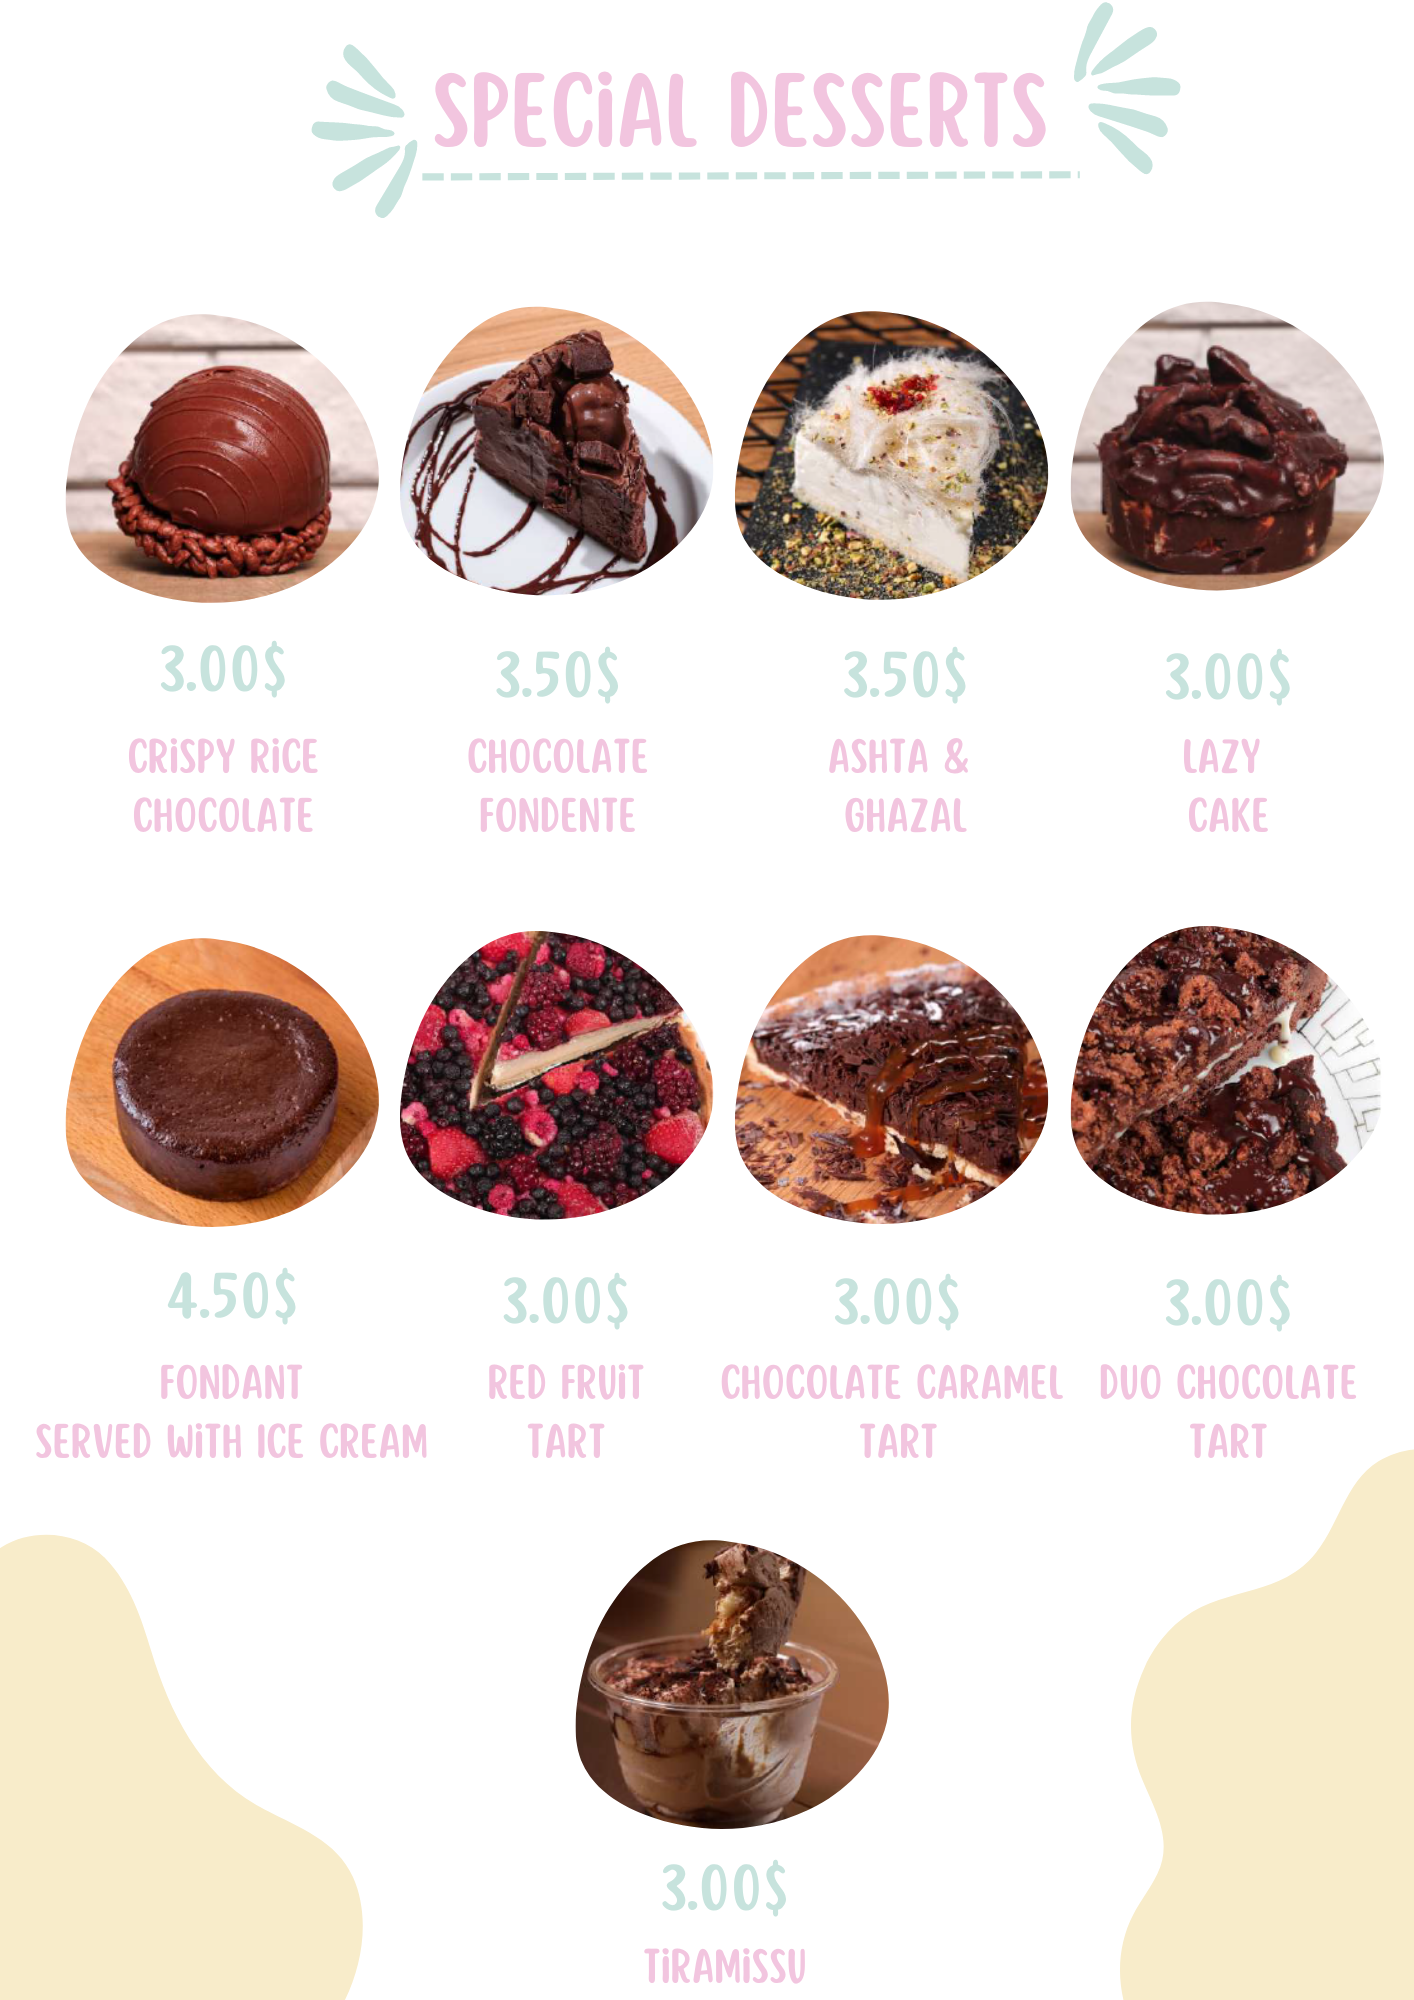 SPECIAL DESSERTS
3.00$
CRISPY RICE
CHOCOLATE
3.50$
CHOCOLATE
FONDENTE
3.50$
ASHTA &
GHAZAL
3.00$
LAZY
CAKE
4.50$
FONDANT
SERVED WITH ICE CREAM
3.00$
RED FRUIT
TART
3.00$
CHOCOLATE CARAMEL
TART
3.00$
DUO CHOCOLATE
TART
3.00$
TIRAMISSU